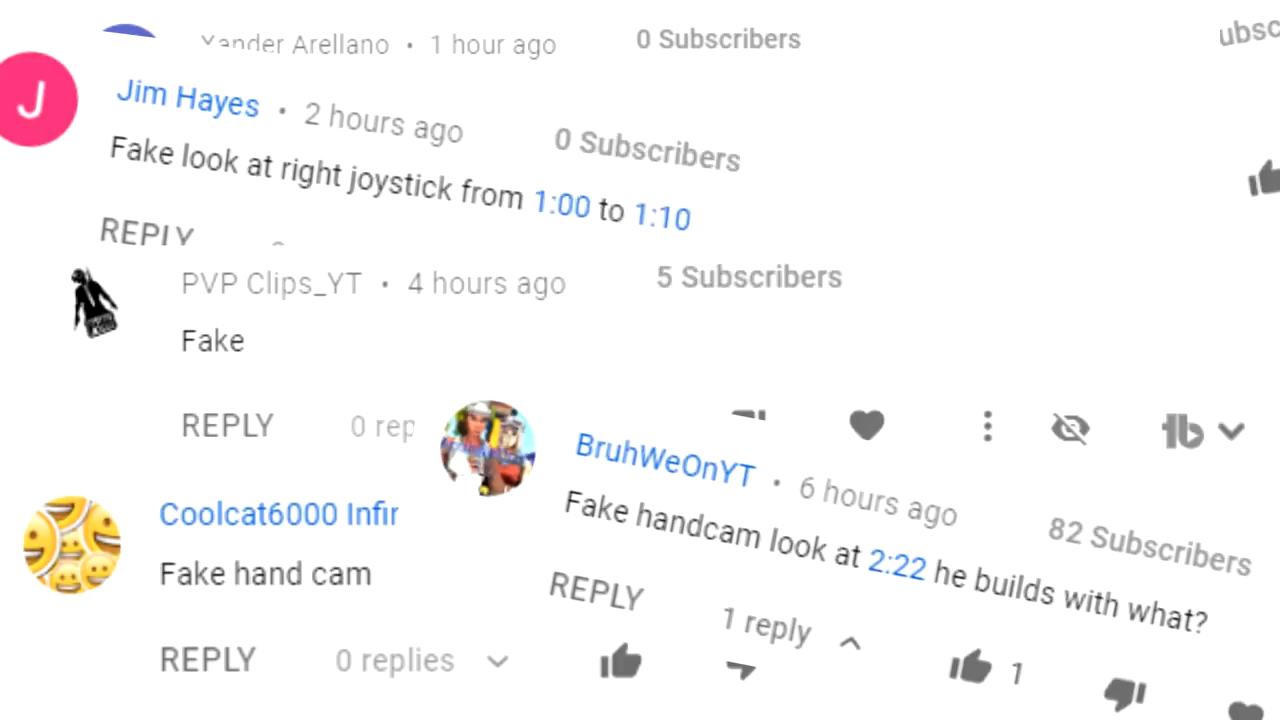 Xander Arellano • 1 hour ago 0 Subscribers
Jim Hayes • 2 hours ago 0 Subscribers
Fake look at right joystick from 1:00 to 1:10
REPLY
PVP Clips_YT • 4 hours ago 5 Subscribers
Fake
REPLY 0
BruhWeOnYT • 6 hours ago 82 Subscribers
Fake handcam look at 2:22 he builds with what?
REPLY 1 reply 1
Coolcat6000
Fake hand cam
REPLY 0 replies